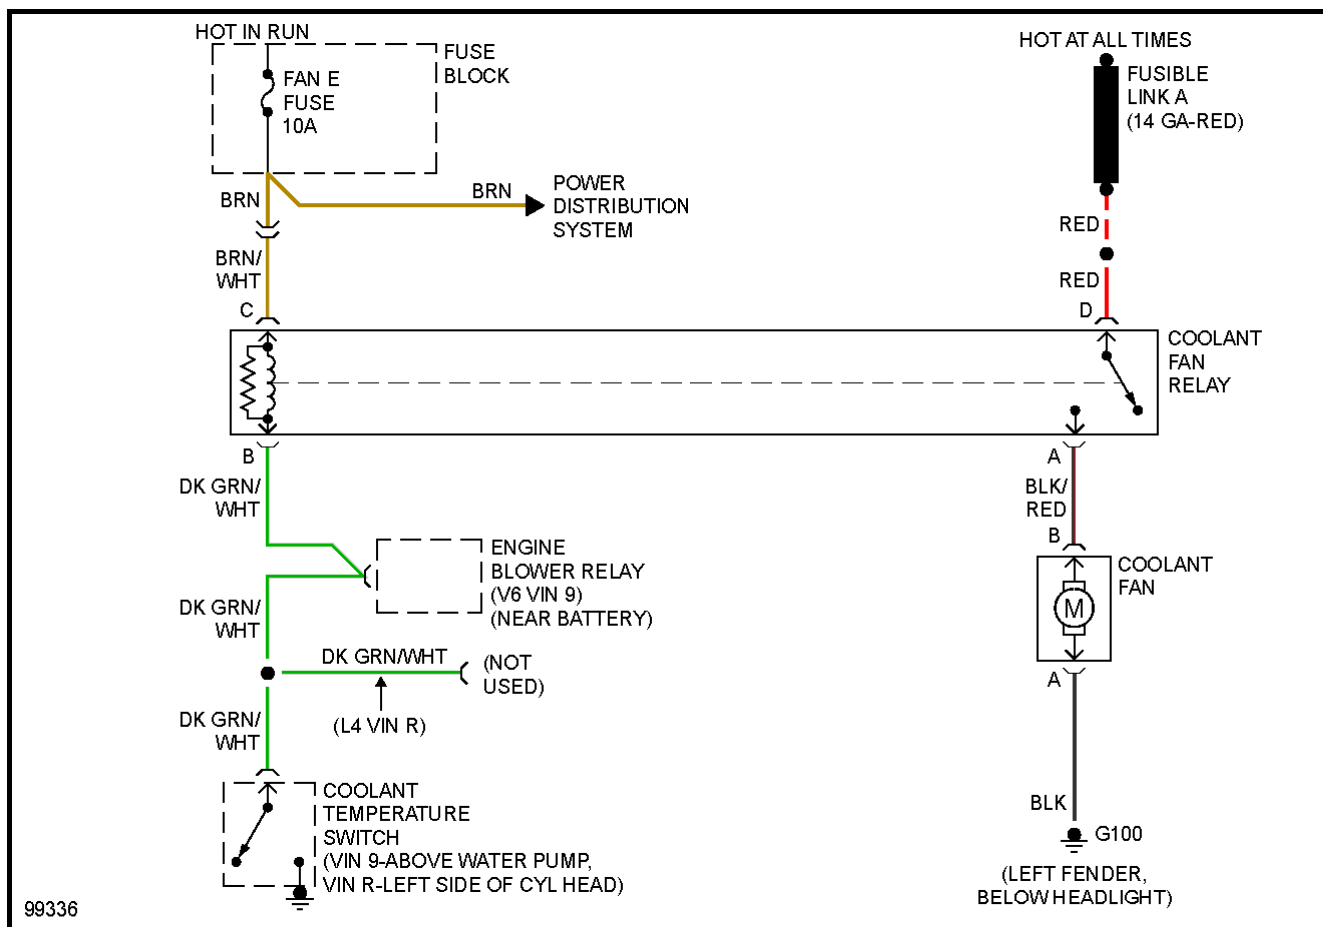 HOT IN RUN
FUSE
BLOCK
FAN E
FUSE
10A
BRN
BRN
POWER
DISTRIBUTION
SYSTEM
BRN/
WHT
C
HOT AT ALL TIMES
FUSIBLE
LINK A
(14 GA-RED)
RED
RED
D
COOLANT
FAN
RELAY
B
DK GRN/
WHT
ENGINE
BLOWER RELAY
(V6 VIN 9)
(NEAR BATTERY)
DK GRN/
WHT
DK GRN/WHT
(NOT
USED)
(L4 VIN R)
DK GRN/
WHT
COOLANT
TEMPERATURE
SWITCH
(VIN 9-ABOVE WATER PUMP,
VIN R-LEFT SIDE OF CYL HEAD)
A
BLK/
RED
B
COOLANT
FAN
M
A
BLK
G100
(LEFT FENDER,
BELOW HEADLIGHT)
99336